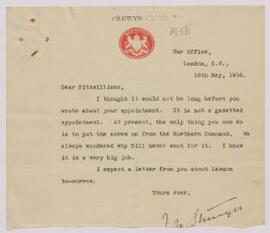 War Office,
London, S.W.
18th May, 1916.
Dear Fitzwilliams,
I thought it would not be long before you
wrote about your appointment. It is not a gazetted
appointment. At present, the only thing you can do
is to put the screw on from the Northern Command. We
always wondered why Hill never went for it. I know
it is a very big job.
I expect a letter from you about Lawson
to-morrow.
Yours ever,